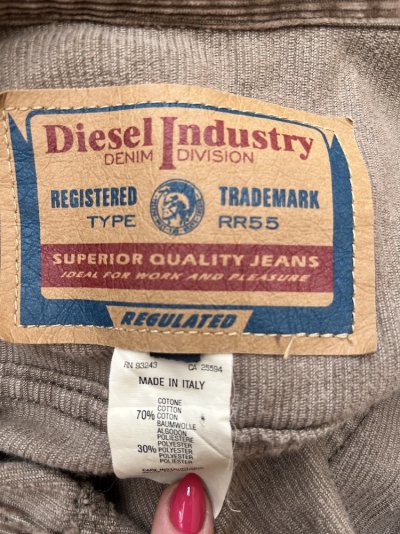 Diesel Industry
DENIM DIVISION
REGISTERED TRADEMARK
TYPE RR55
SUPERIOR QUALITY JEANS
IDEAL FOR WORK AND PLEASURE
REGULATED
RN 93243 CA 25594
MADE IN ITALY
COTONE
COTTON
70% COTON
BAUMWOLLE
ALGODON
POLIESTERE
30% POLYESTER
POLYESTER
POLIESTER